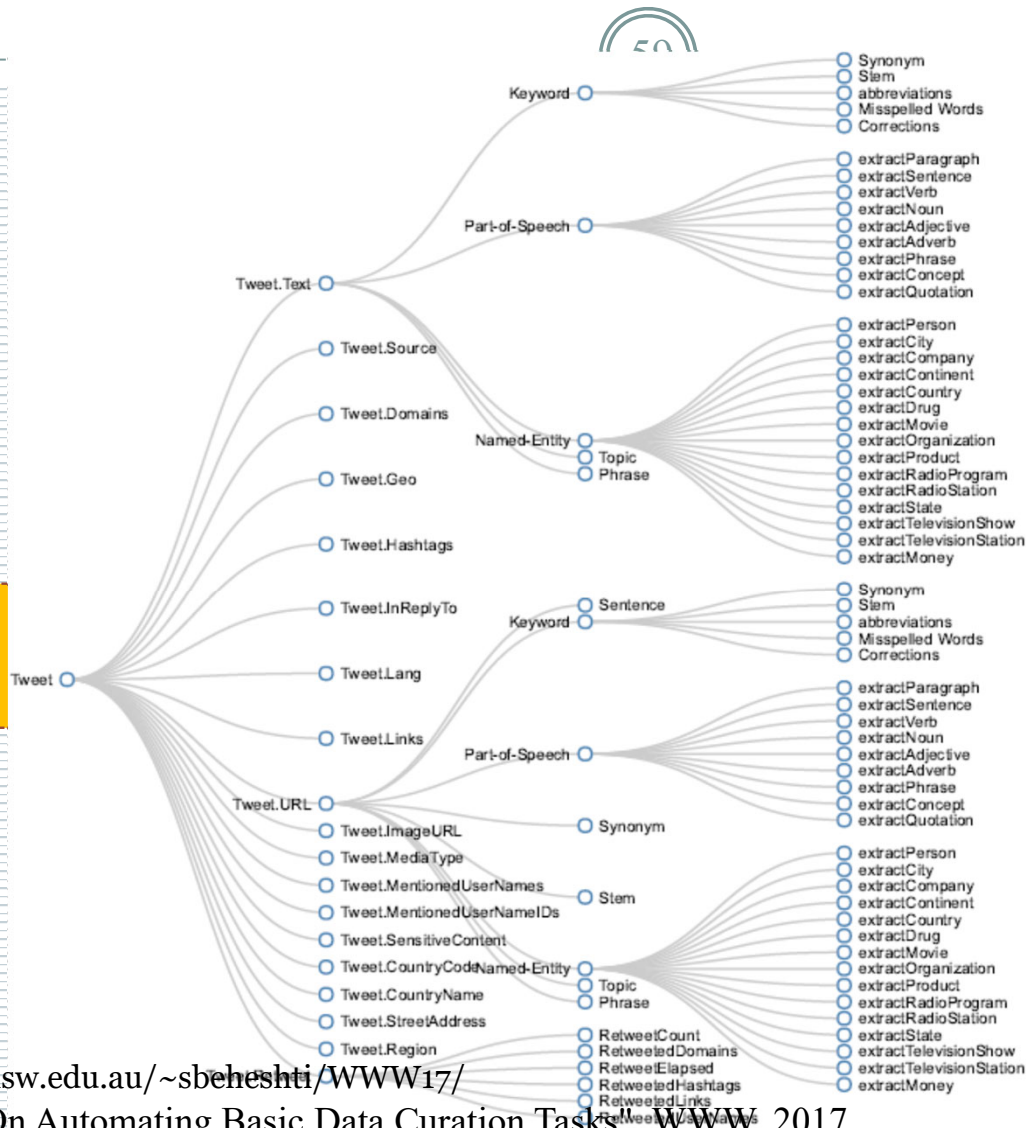 Synonym
Stem
Keyword
abbreviations
Misspelled Words
Corrections
extractParagraph
extractSentence
extractVerb
extractNoun
Part-of-Speech
extractAdjective
extractAdverb
extractPhrase
extractConcept
Tweet.Text
extractQuotation
extractPerson
extractCity
Tweet.Source
extractCompany
extractContinent
extractCountry
extractDrug
Tweet.Domains
extractMovie
Named-Entity
extractOrganization
Topic
extractProduct
Phrase
extractRadioProgram
Tweet.Geo
extractRadioStation
extractState
extractTelevisionShow
extractTelevisionStation
Tweet.Hashtags
extractMoney
Synonym
Sentence
Stem
Tweet.InReplyTo
Keyword
abbreviations
Misspelled Words
Corrections
Tweet
Tweet.Lang
extractParagraph
extractSentence
extractVerb
Tweet.Links
extractNoun
Part-of-Speech
extractAdjective
extractAdverb
extractPhrase
Tweet.URL
extractConcept
extractQuotation
Synonym
Tweet.ImageURL
Tweet.MediaType
extractPerson
extractCity
Tweet.MentionedUserNames
extractCompany
Stem
extractContinent
Tweet.MentionedUserNameIDs
extractCountry
extractDrug
Tweet.SensitiveContent
extractMovie
Tweet.CountryCode
Named-Entity
extractOrganization
Topic
extractProduct
Tweet.CountryName
Phrase
extractRadioProgram
extractRadioStation
Tweet.StreetAddress
RetweetCount
extractState
Tweet.Region
RetweetedDomains
extractTelevisionShow
RetweetElapsed
extractTelevisionStation
sw.edu.au/~sbeheshti/WWW17/
RetweetedHashtags
extractMoney
RetweetedLinks
On Automating Basic Data Curation Tasks", WWW, 2017
RetweetedUserNames